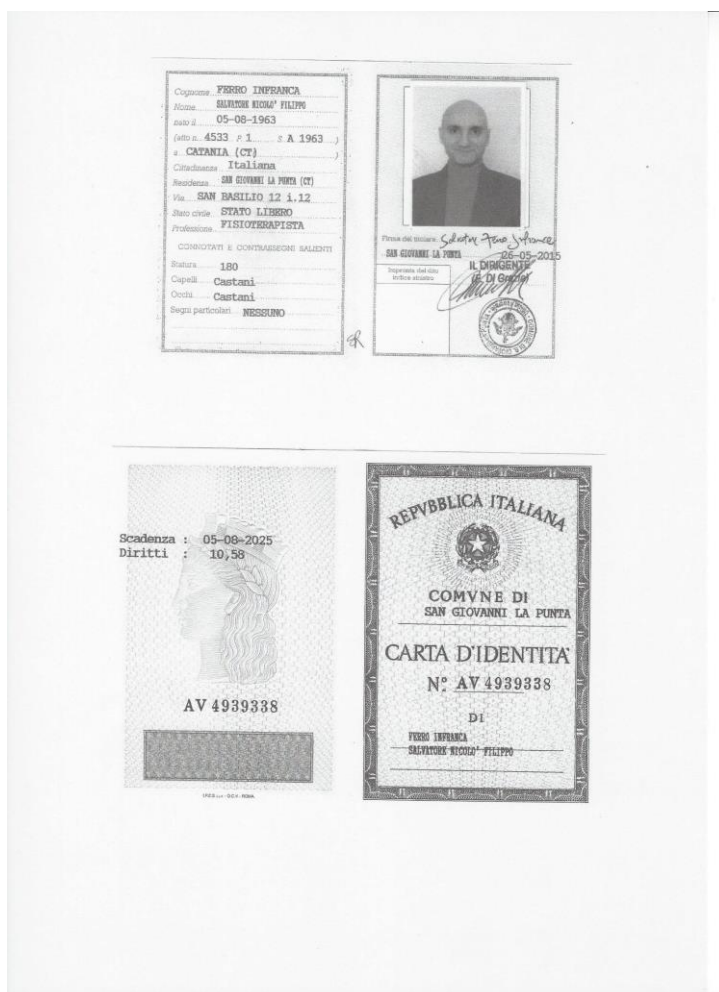 Cognome FERRO INFRANCA
Nome SALVATORE NICOLO' FILIPPO
nato il 05-08-1963
(atto n. 4533 P 1 S A 1963 )
a CATANIA (CT) )
Cittadinanza Italiana
Residenza SAN GIOVANNI LA PUNTA (CT)
Via SAN BASILIO 12 i.12
Stato civile STATO LIBERO
Professione FISIOTERAPISTA
CONNOTATI E CONTRASSEGNI SALIENTI
Statura 180
Capelli Castani
Occhi Castani
Segni particolari NESSUNO
Firma del titolare Salvatore Ferro Infranca
SAN GIOVANNI LA PUNTA 26-05-2015
Impronta del dito
indice sinistro
IL DIRIGENTE
Scadenza : 05-08-2025
Diritti : 10,58
AV 4939338
REPVBBLICA ITALIANA
COMVNE DI
SAN GIOVANNI LA PUNTA
CARTA D'IDENTITA'
Nº AV 4939338
DI
FERRO INFRANCA
SALVATORE NICOLO' FILIPPO